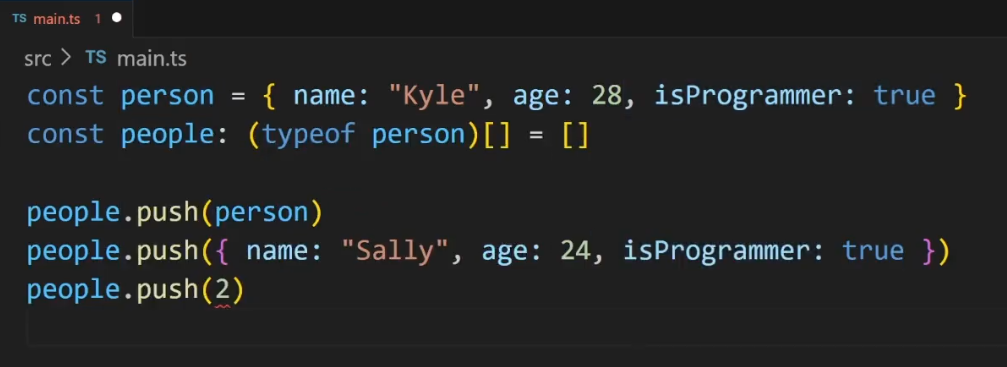 TS main.ts 1
src > TS main.ts
const person = { name: "Kyle", age: 28, isProgrammer: true }
const people: (typeof person)[] = []
people.push(person)
people.push({ name: "Sally", age: 24, isProgrammer: true })
people.push(2)